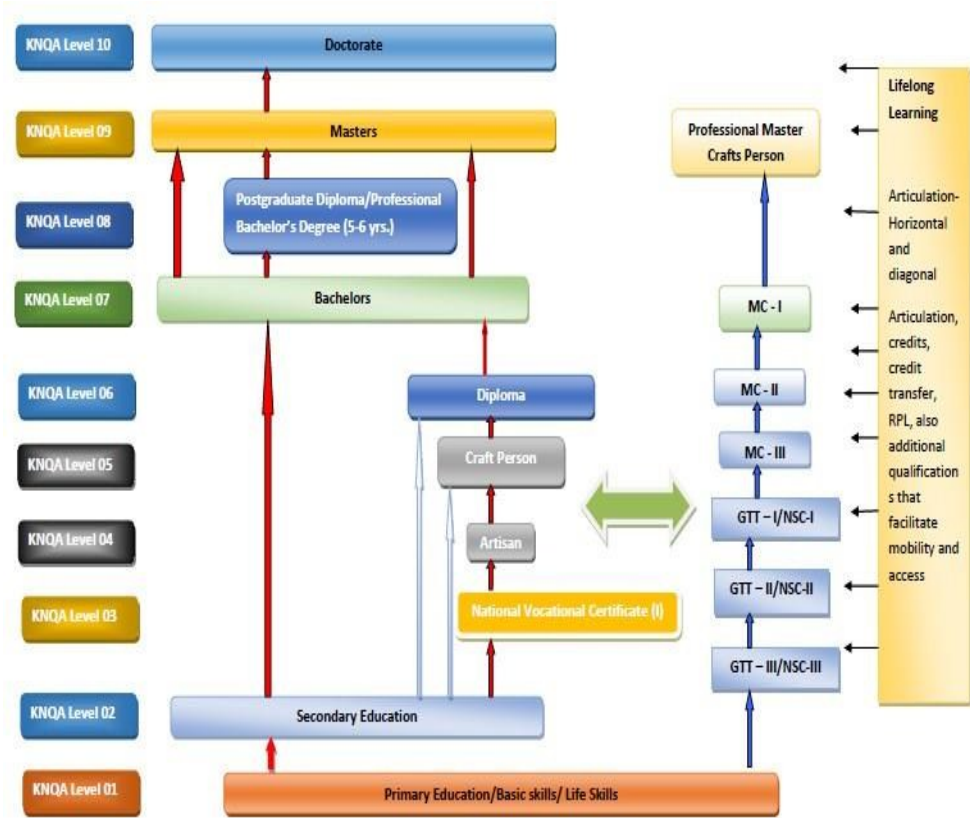 KNQA Level 10
Doctorate
KNQA Level 09
Masters
Professional Master
Crafts Person
Lifelong
Learning
KNQA Level 08
Postgraduate Diploma/Professional
Bachelor's Degree (5-6 yrs.)
Articulation-
Horizontal
and
diagonal
KNQA Level 07
Bachelors
MC - I
Articulation,
credits,
credit
transfer,
RPL, also
additional
qualification
s that
facilitate
mobility and
access
KNQA Level 06
Diploma
MC - II
KNQA Level 05
Craft Person
MC - III
KNQA Level 04
Artisan
GTT – I/NSC-I
KNQA Level 03
National Vocational Certificate (I)
GTT – II/NSC-II
GTT – III/NSC-III
KNQA Level 02
Secondary Education
KNQA Level 01
Primary Education/Basic skills/ Life Skills